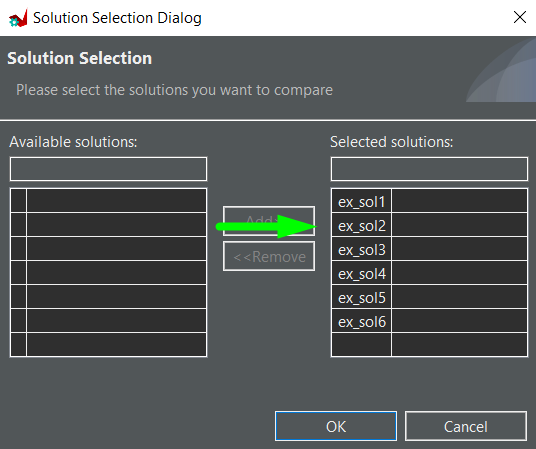 Solution Selection Dialog
Solution Selection
Please select the solutions you want to compare
Available solutions:
Selected solutions:
Add
<<Remove
ex_sol1
ex_sol2
ex_sol3
ex_sol4
ex_sol5
ex_sol6
OK
Cancel